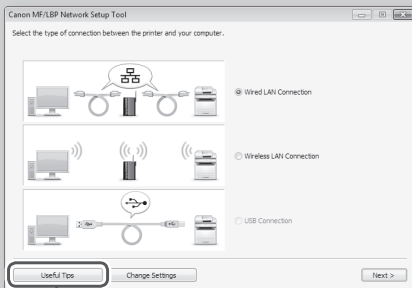 Canon MF/LBP Network Setup Tool
Select the type of connection between the printer and your computer.
Wired LAN Connection
Wireless LAN Connection
USB Connection
Useful Tips
Change Settings
Next >